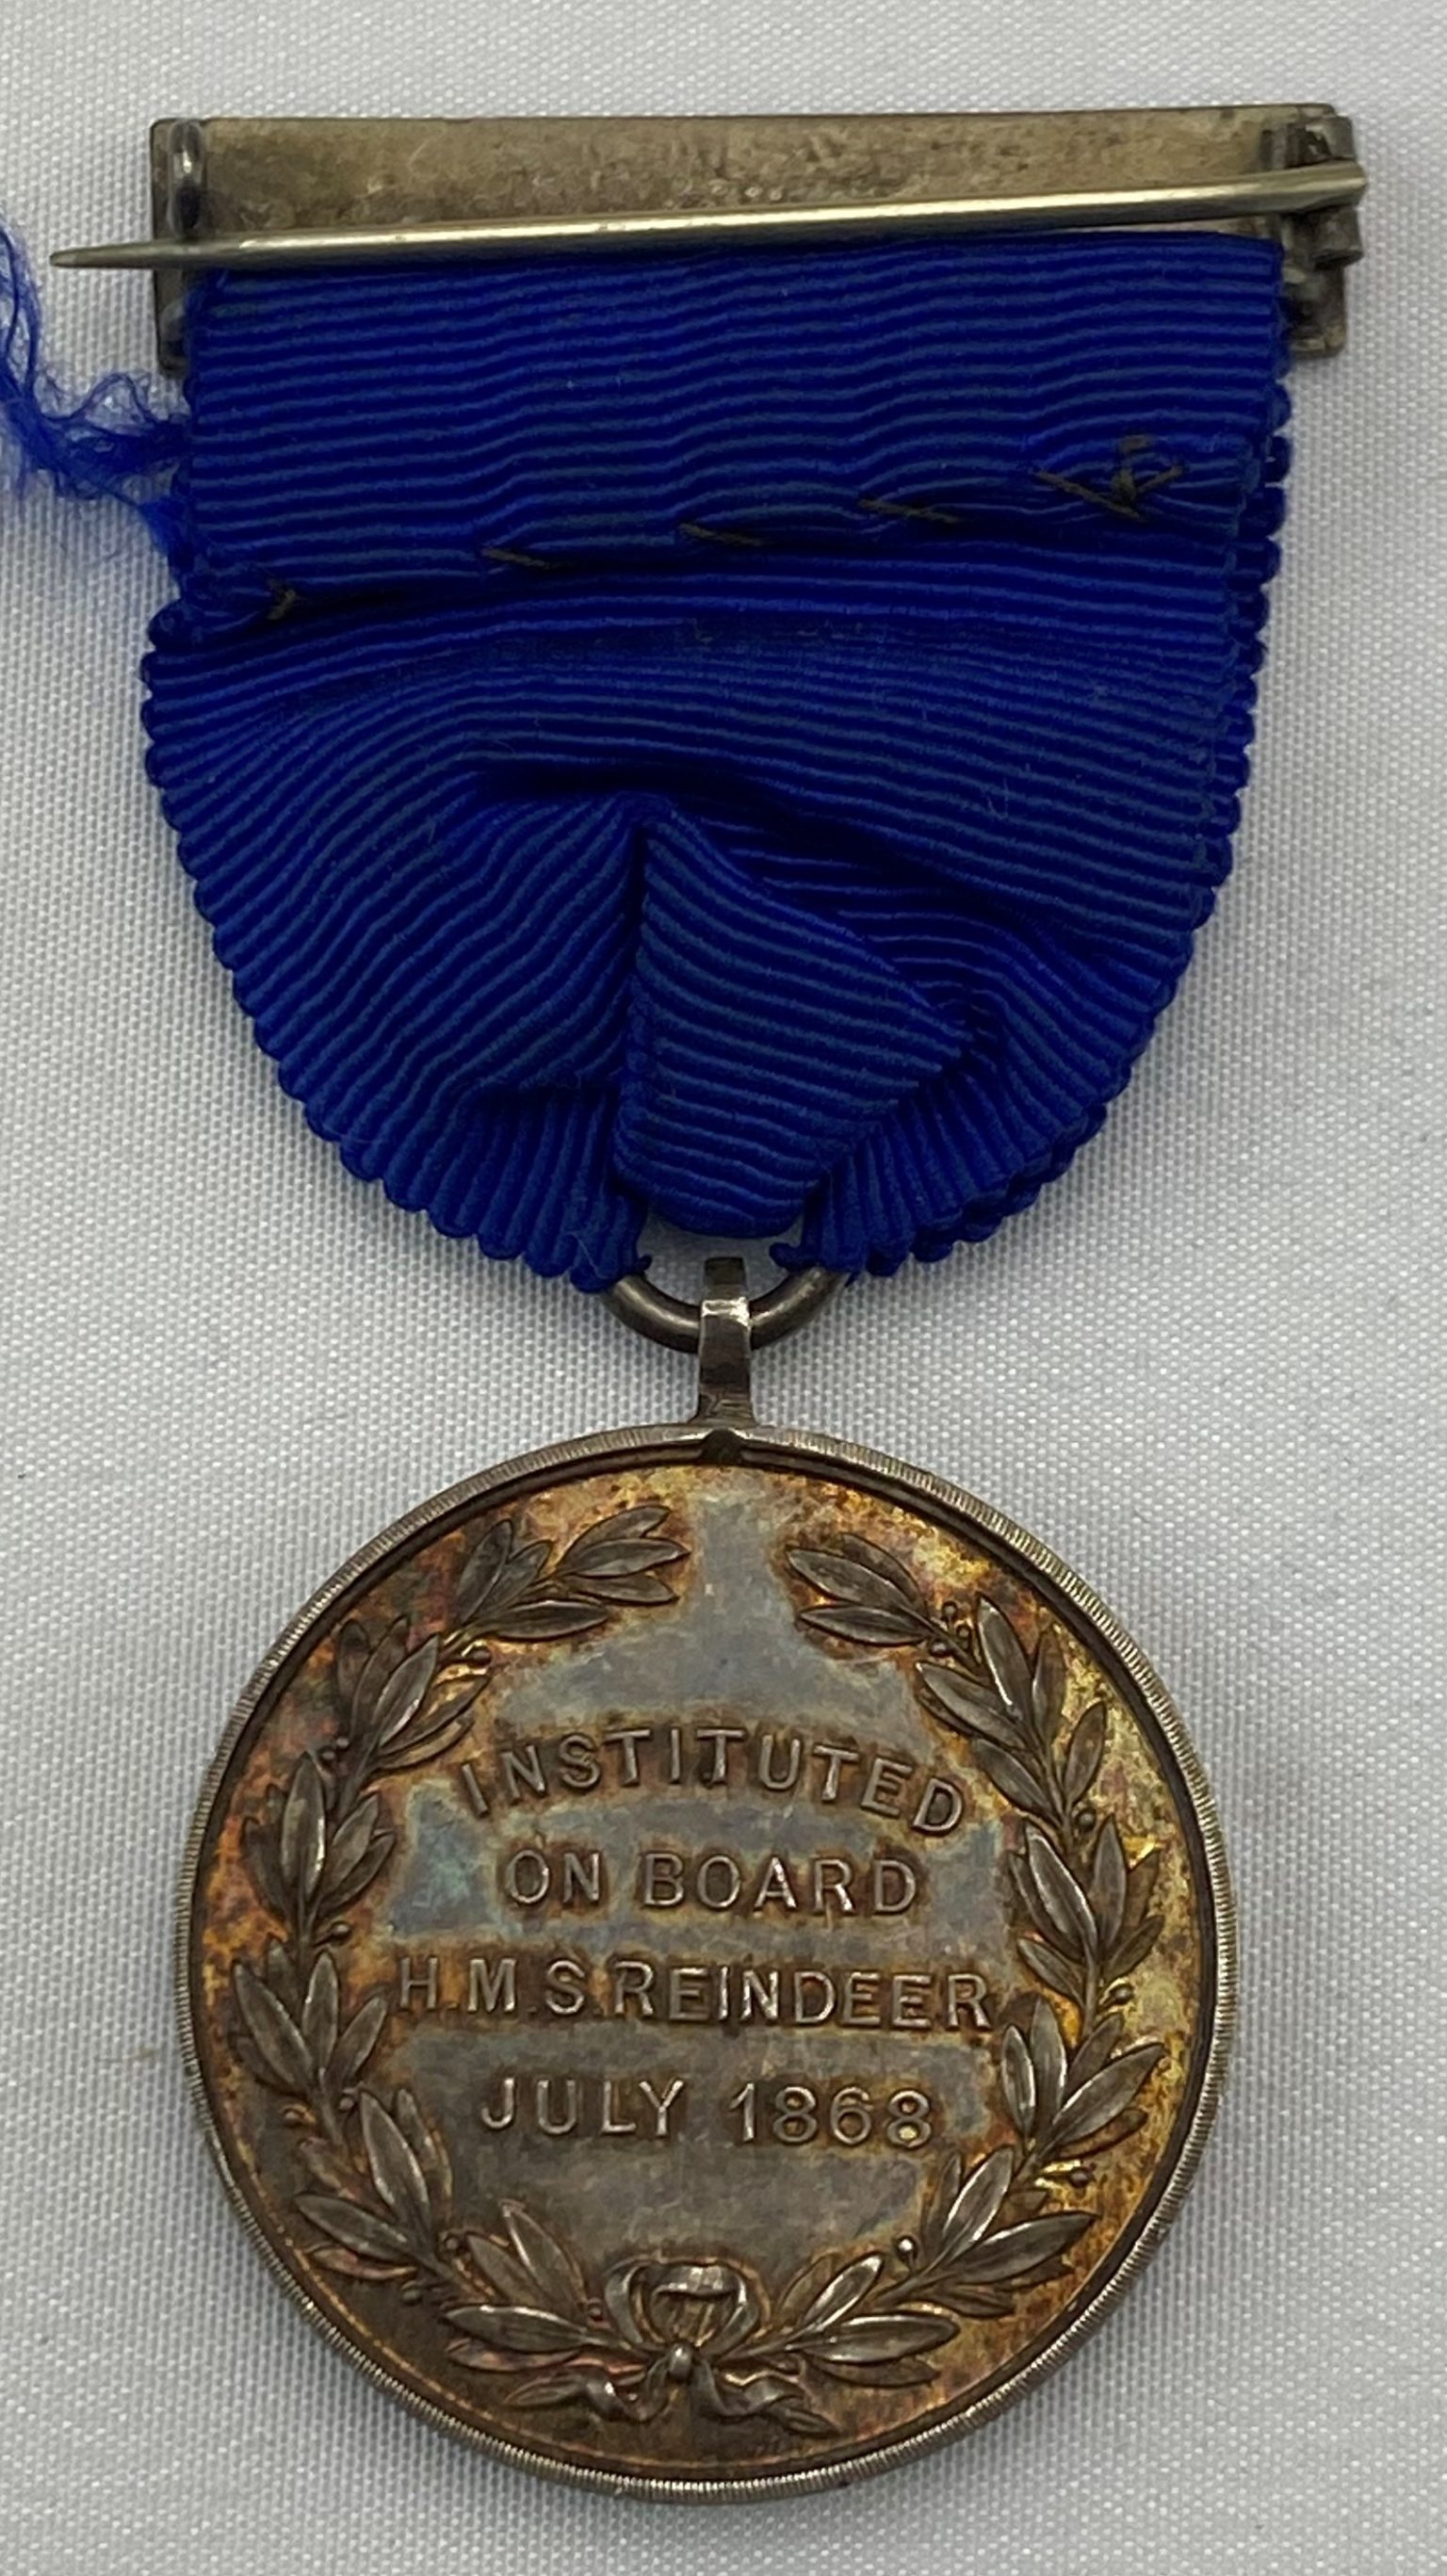 INSTITUTED
ON BOARD
H.M.S.REINDEER
JULY 1868